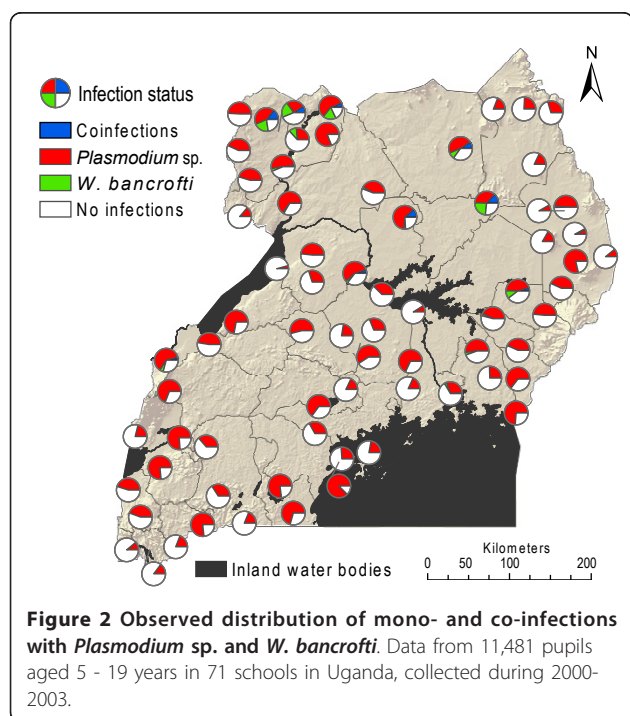 N
Infection status
Coinfections
Plasmodium sp.
W. bancrofti
No infections
Inland water bodies
Kilometers
0 50 100 200
Figure 2 Observed distribution of mono- and co-infections
with Plasmodium sp. and W. bancrofti. Data from 11,481 pupils
aged 5 - 19 years in 71 schools in Uganda, collected during 2000-
2003.